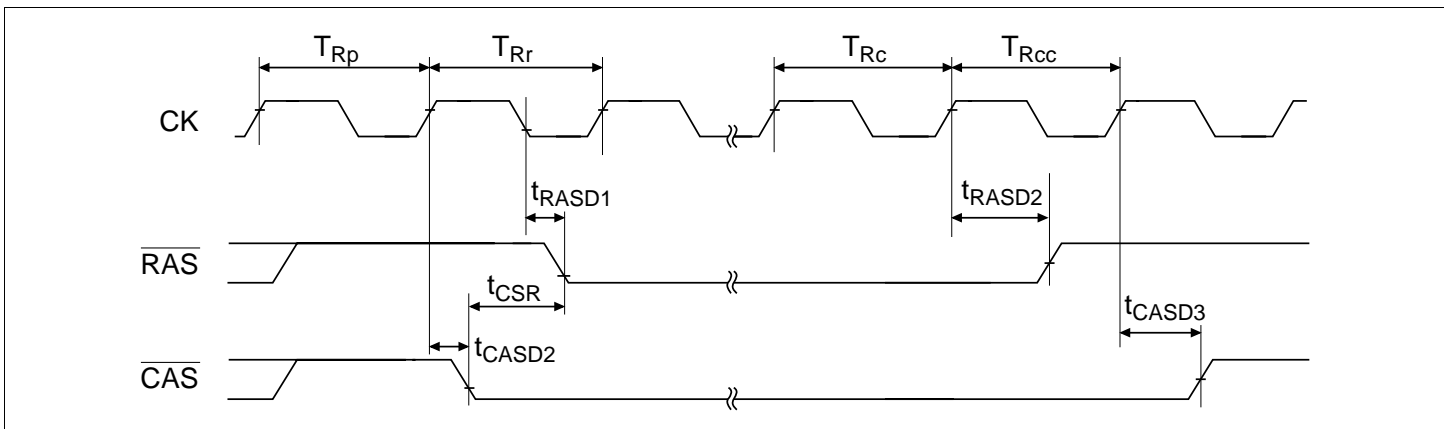 TRp TRr TRc TRcc
CK
tRASD1 tRASD2
RAS
tCSR
tCASD3
tCASD2
CAS